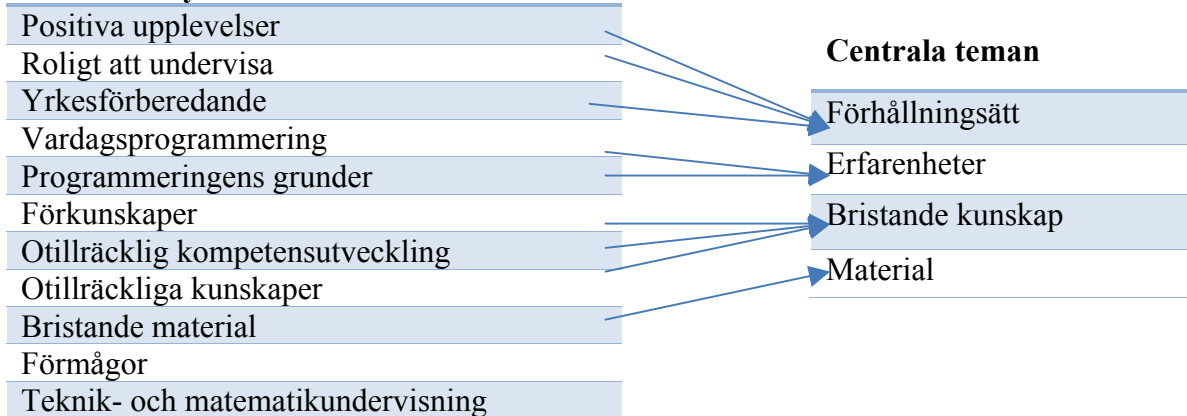 Positiva upplevelser
Roligt att undervisa
Yrkesförberedande
Vardagsprogrammering
Programmeringens grunder
Förkunskaper
Otillräcklig kompetensutveckling
Otillräckliga kunskaper
Bristande material
Förmågor
Teknik- och matematikundervisning
Centrala teman
Förhållningsätt
Erfarenheter
Bristande kunskap
Material